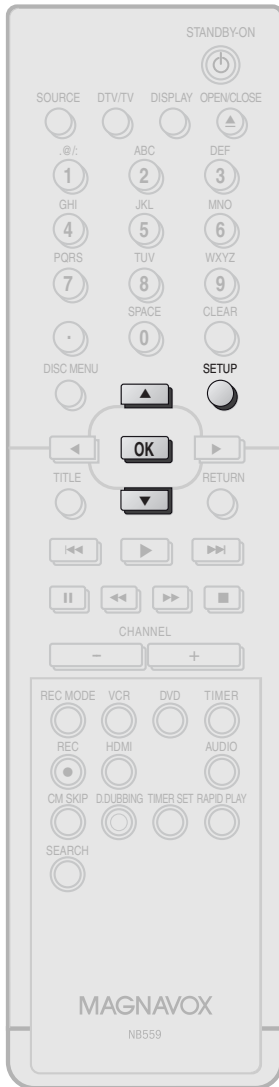 STANDBY-ON
SOURCE DTV/TV DISPLAY OPEN/CLOSE
.@/: ABC DEF
1 2 3
GHI JKL MNO
4 5 6
PQRS TUV WXYZ
7 8 9
SPACE CLEAR
. 0
DISC MENU SETUP
OK
TITLE RETURN
CHANNEL
– +
REC MODE VCR DVD TIMER
REC HDMI AUDIO
CM SKIP D.DUBBING TIMER SET RAPID PLAY
SEARCH
MAGNAVOX
NB559